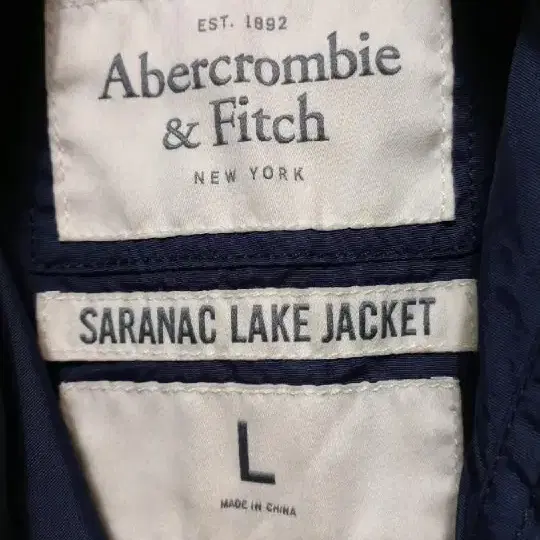 EST. 1892
Abercrombie
& Fitch
NEW YORK
SARANAC LAKE JACKET
L
MADE IN CHINA